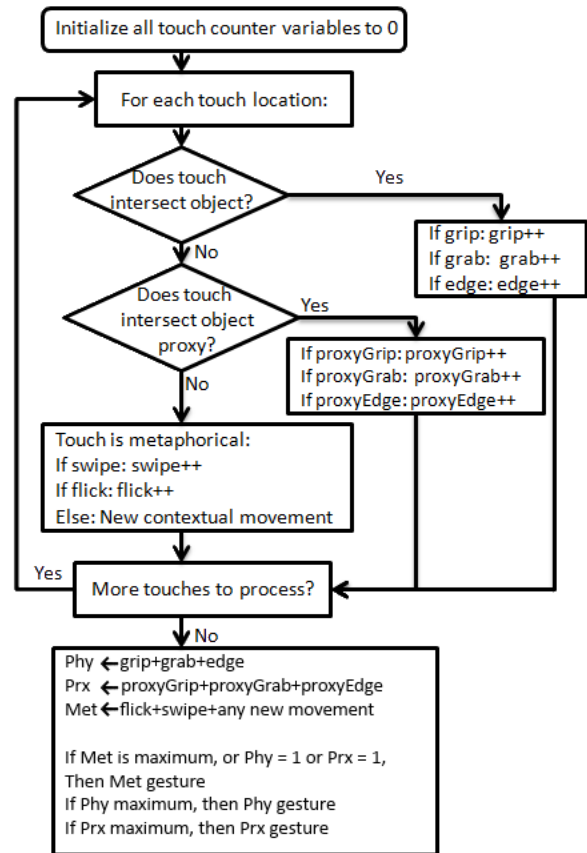 Initialize all touch counter variables to 0
For each touch location:
Does touch
intersect object?
Yes
If grip: grip++
If grab: grab++
If edge: edge++
No
Does touch
intersect object
proxy?
Yes
If proxyGrip: proxyGrip++
If proxyGrab: proxyGrab++
If proxyEdge: proxyEdge++
No
Touch is metaphorical:
If swipe: swipe++
If flick: flick++
Else: New contextual movement
Yes
More touches to process?
No
Phy ←grip+grab+edge
Prx ←proxyGrip+proxyGrab+proxyEdge
Met←flick+swipe+any new movement
If Met is maximum, or Phy = 1 or Prx = 1,
Then Met gesture
If Phy maximum, then Phy gesture
If Prx maximum, then Prx gesture